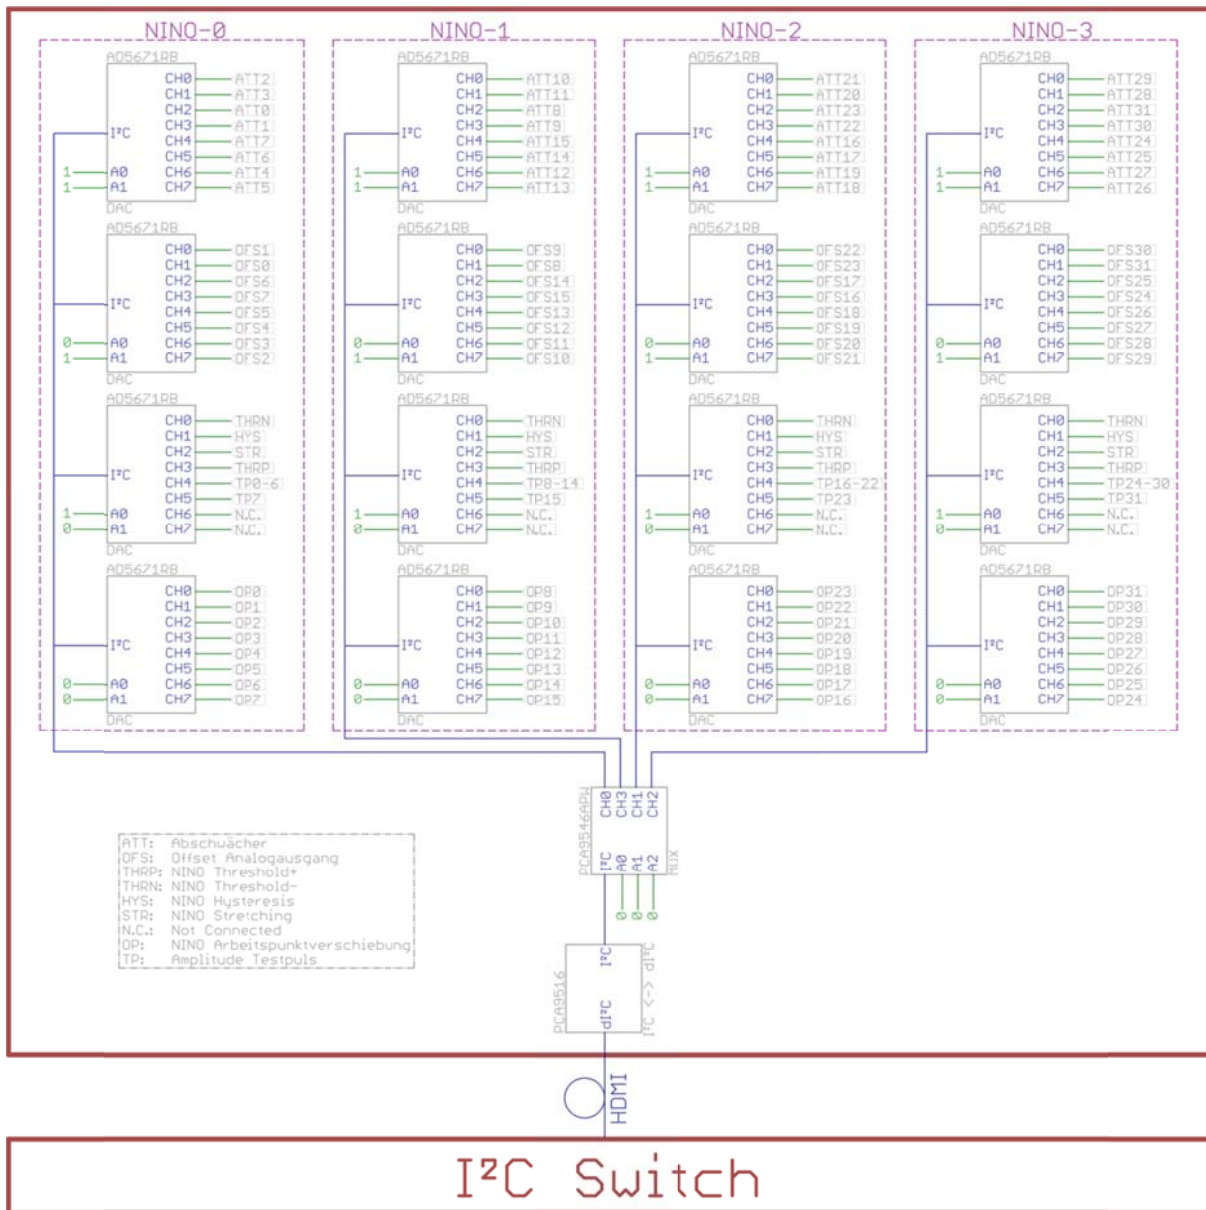 NINO-0
AD5671RB
I²C
A0
A1
1
1
CH0 ATT2
CH1 ATT3
CH2 ATT0
CH3 ATT1
CH4 ATT7
CH5 ATT6
CH6 ATT4
CH7 ATT5
DAC
AD5671RB
I²C
A0
A1
0
1
CH0 OFS1
CH1 OFS0
CH2 OFS6
CH3 OFS7
CH4 OFS5
CH5 OFS4
CH6 OFS3
CH7 OFS2
DAC
AD5671RB
I²C
A0
A1
1
0
CH0 THRN
CH1 HYS
CH2 STR
CH3 THRP
CH4 TP0-6
CH5 TP7
CH6 N.C.
CH7 N.C.
DAC
AD5671RB
I²C
A0
A1
0
0
CH0 OP0
CH1 OP1
CH2 OP2
CH3 OP3
CH4 OP4
CH5 OP5
CH6 OP6
CH7 OP7
DAC
NINO-1
AD5671RB
I²C
A0
A1
1
1
CH0 ATT10
CH1 ATT11
CH2 ATT8
CH3 ATT9
CH4 ATT15
CH5 ATT14
CH6 ATT12
CH7 ATT13
DAC
AD5671RB
I²C
A0
A1
0
1
CH0 OFS9
CH1 OFS8
CH2 OFS14
CH3 OFS15
CH4 OFS13
CH5 OFS12
CH6 OFS11
CH7 OFS10
DAC
AD5671RB
I²C
A0
A1
1
0
CH0 THRN
CH1 HYS
CH2 STR
CH3 THRP
CH4 TP8-14
CH5 TP15
CH6 N.C.
CH7 N.C.
DAC
AD5671RB
I²C
A0
A1
0
0
CH0 OP8
CH1 OP9
CH2 OP10
CH3 OP11
CH4 OP12
CH5 OP13
CH6 OP14
CH7 OP15
DAC
NINO-2
AD5671RB
I²C
A0
A1
1
1
CH0 ATT21
CH1 ATT20
CH2 ATT23
CH3 ATT22
CH4 ATT16
CH5 ATT17
CH6 ATT19
CH7 ATT18
DAC
AD5671RB
I²C
A0
A1
0
1
CH0 OFS22
CH1 OFS23
CH2 OFS17
CH3 OFS16
CH4 OFS18
CH5 OFS19
CH6 OFS20
CH7 OFS21
DAC
AD5671RB
I²C
A0
A1
1
0
CH0 THRN
CH1 HYS
CH2 STR
CH3 THRP
CH4 TP16-22
CH5 TP23
CH6 N.C.
CH7 N.C.
DAC
AD5671RB
I²C
A0
A1
0
0
CH0 OP23
CH1 OP22
CH2 OP21
CH3 OP20
CH4 OP19
CH5 OP18
CH6 OP17
CH7 OP16
DAC
NINO-3
AD5671RB
I²C
A0
A1
1
1
CH0 ATT29
CH1 ATT28
CH2 ATT31
CH3 ATT30
CH4 ATT24
CH5 ATT25
CH6 ATT27
CH7 ATT26
DAC
AD5671RB
I²C
A0
A1
0
1
CH0 OFS30
CH1 OFS31
CH2 OFS25
CH3 OFS24
CH4 OFS26
CH5 OFS27
CH6 OFS28
CH7 OFS29
DAC
AD5671RB
I²C
A0
A1
1
0
CH0 THRN
CH1 HYS
CH2 STR
CH3 THRP
CH4 TP24-30
CH5 TP31
CH6 N.C.
CH7 N.C.
DAC
AD5671RB
I²C
A0
A1
0
0
CH0 OP31
CH1 OP30
CH2 OP29
CH3 OP28
CH4 OP27
CH5 OP26
CH6 OP25
CH7 OP24
DAC
PCA9546APW
CH0
CH3
CH1
CH2
I²C
A0
A1
A2
MUX
0
0
0
ATT: Abschwächer
OFS: Offset Analogausgang
THRP: NINO Threshold+
THRN: NINO Threshold-
HYS: NINO Hysteresis
STR: NINO Stretching
N.C.: Not Connected
OP: NINO Arbeitspunktverschiebung
TP: Amplitude Testpuls
PCA9516
I²C
dI²C
I²C <-> dI²C
HDMI
I²C Switch